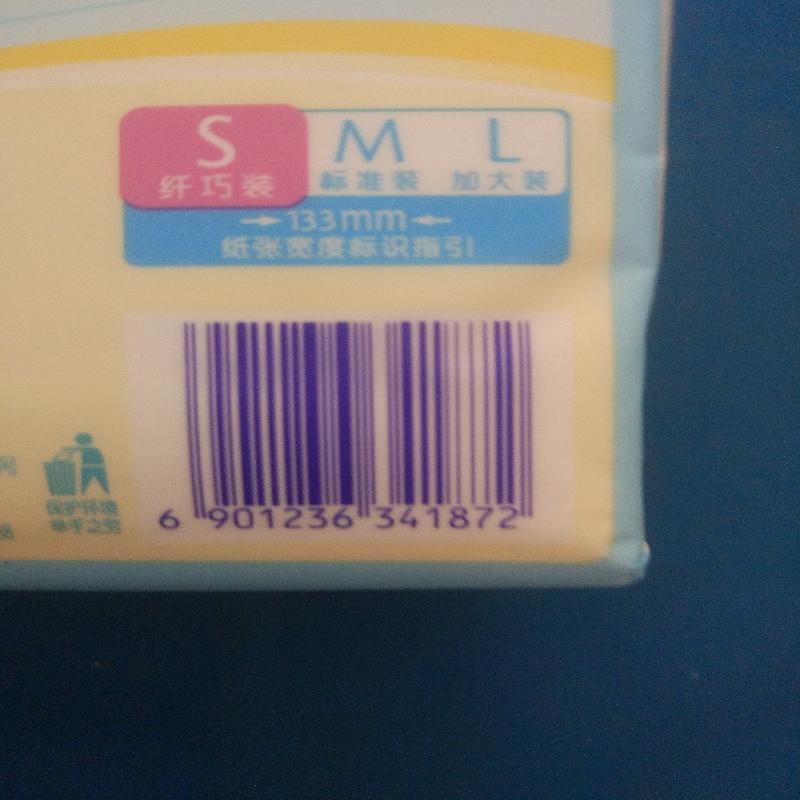 S M L
纤巧装 标准装 加大装
133mm
纸张宽度标识指引
6 901236 341872
保护环境
举手之劳